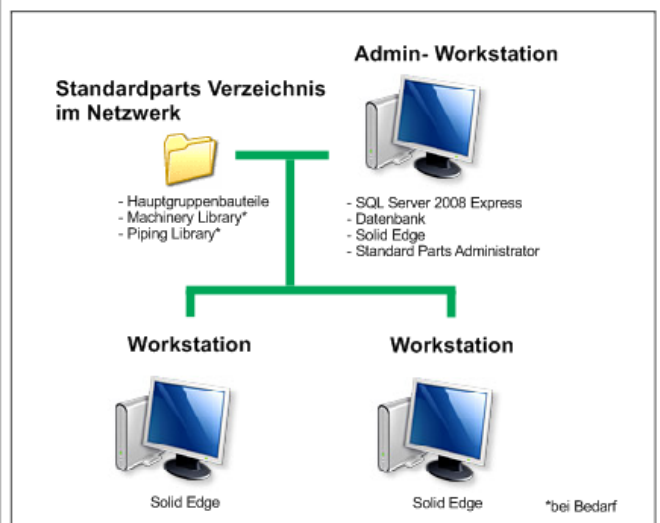 Admin- Workstation
Standardparts Verzeichnis
im Netzwerk
- Hauptgruppenbauteile
- Machinery Library*
- Piping Library*
- SQL Server 2008 Express
- Datenbank
- Solid Edge
- Standard Parts Administrator
Workstation
Workstation
Solid Edge
Solid Edge
*bei Bedarf